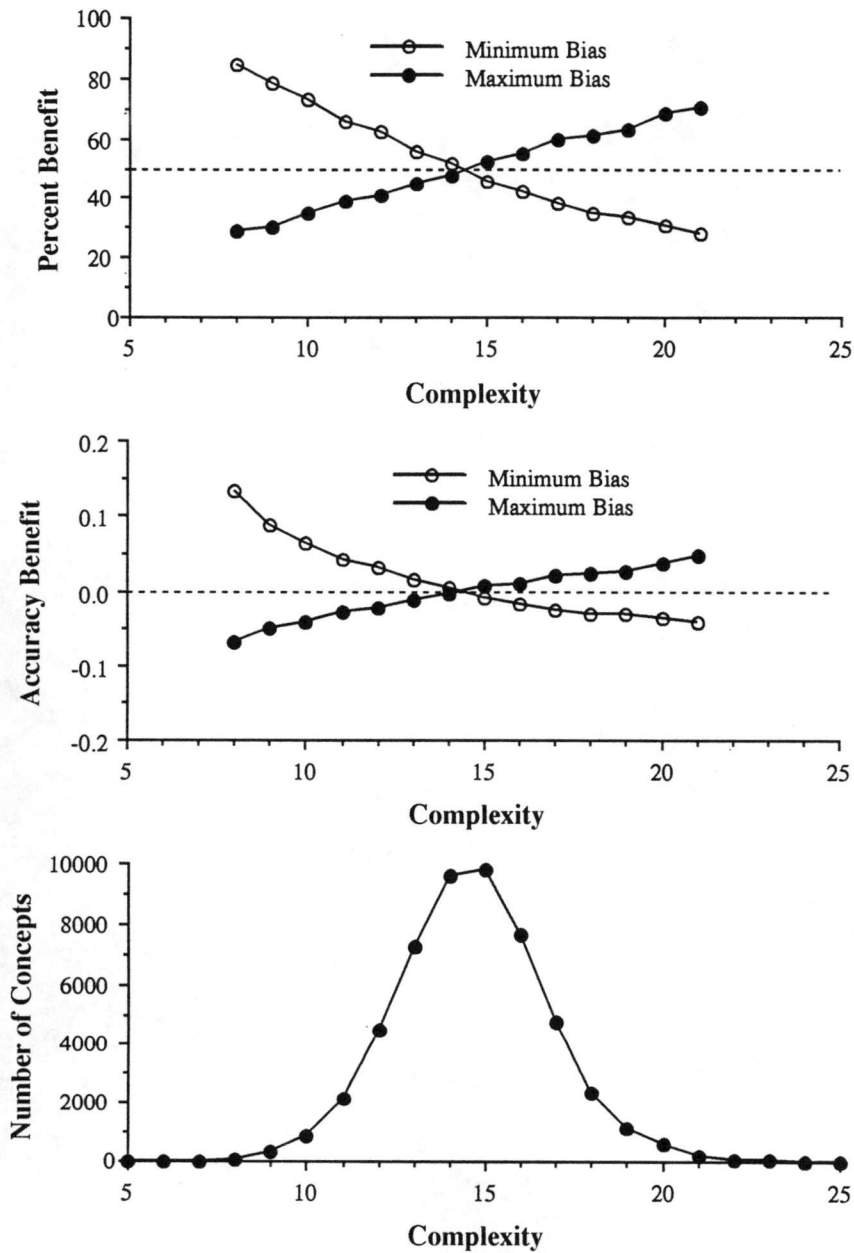 100
Minimum Bias
Maximum Bias
80
60
40
20
0
Percent Benefit
5 10 15 20 25
Complexity
0.2
Minimum Bias
Maximum Bias
0.1
0.0
-0.1
-0.2
Accuracy Benefit
5 10 15 20 25
Complexity
10000
8000
6000
4000
2000
0
Number of Concepts
5 10 15 20 25
Complexity